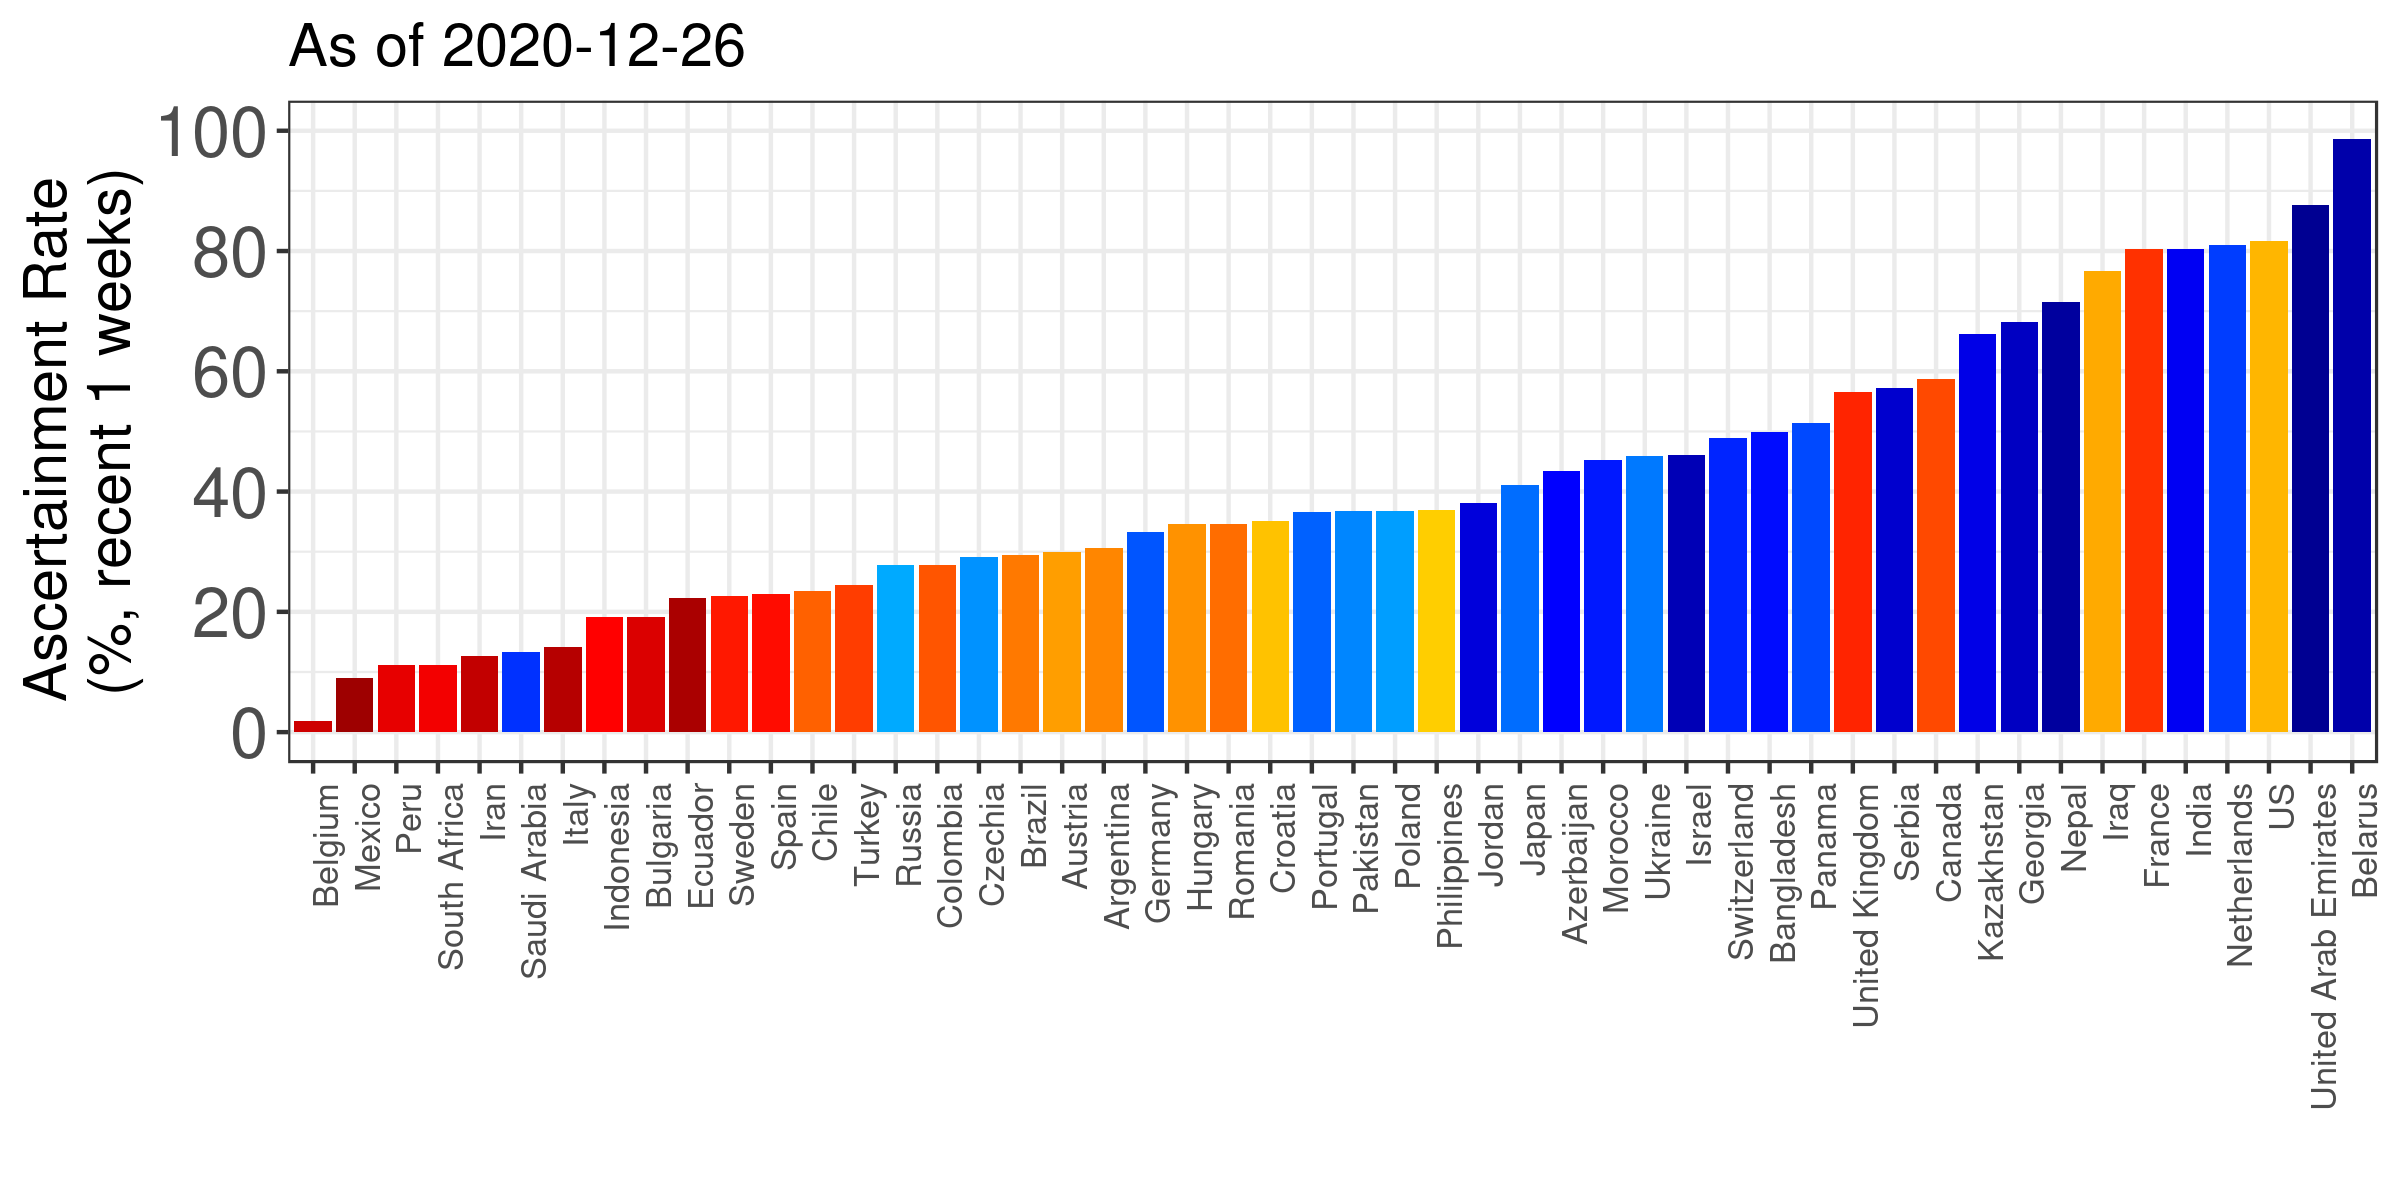 As of 2020-12-26
Ascertainment Rate
(%, recent 1 weeks)
100
80
60
40
20
0
Belgium
Mexico
Peru
South Africa
Iran
Saudi Arabia
Italy
Indonesia
Bulgaria
Ecuador
Sweden
Spain
Chile
Turkey
Russia
Colombia
Czechia
Brazil
Austria
Argentina
Germany
Hungary
Romania
Croatia
Portugal
Pakistan
Poland
Philippines
Jordan
Japan
Azerbaijan
Morocco
Ukraine
Israel
Switzerland
Bangladesh
Panama
United Kingdom
Serbia
Canada
Kazakhstan
Georgia
Nepal
Iraq
France
India
Netherlands
US
United Arab Emirates
Belarus